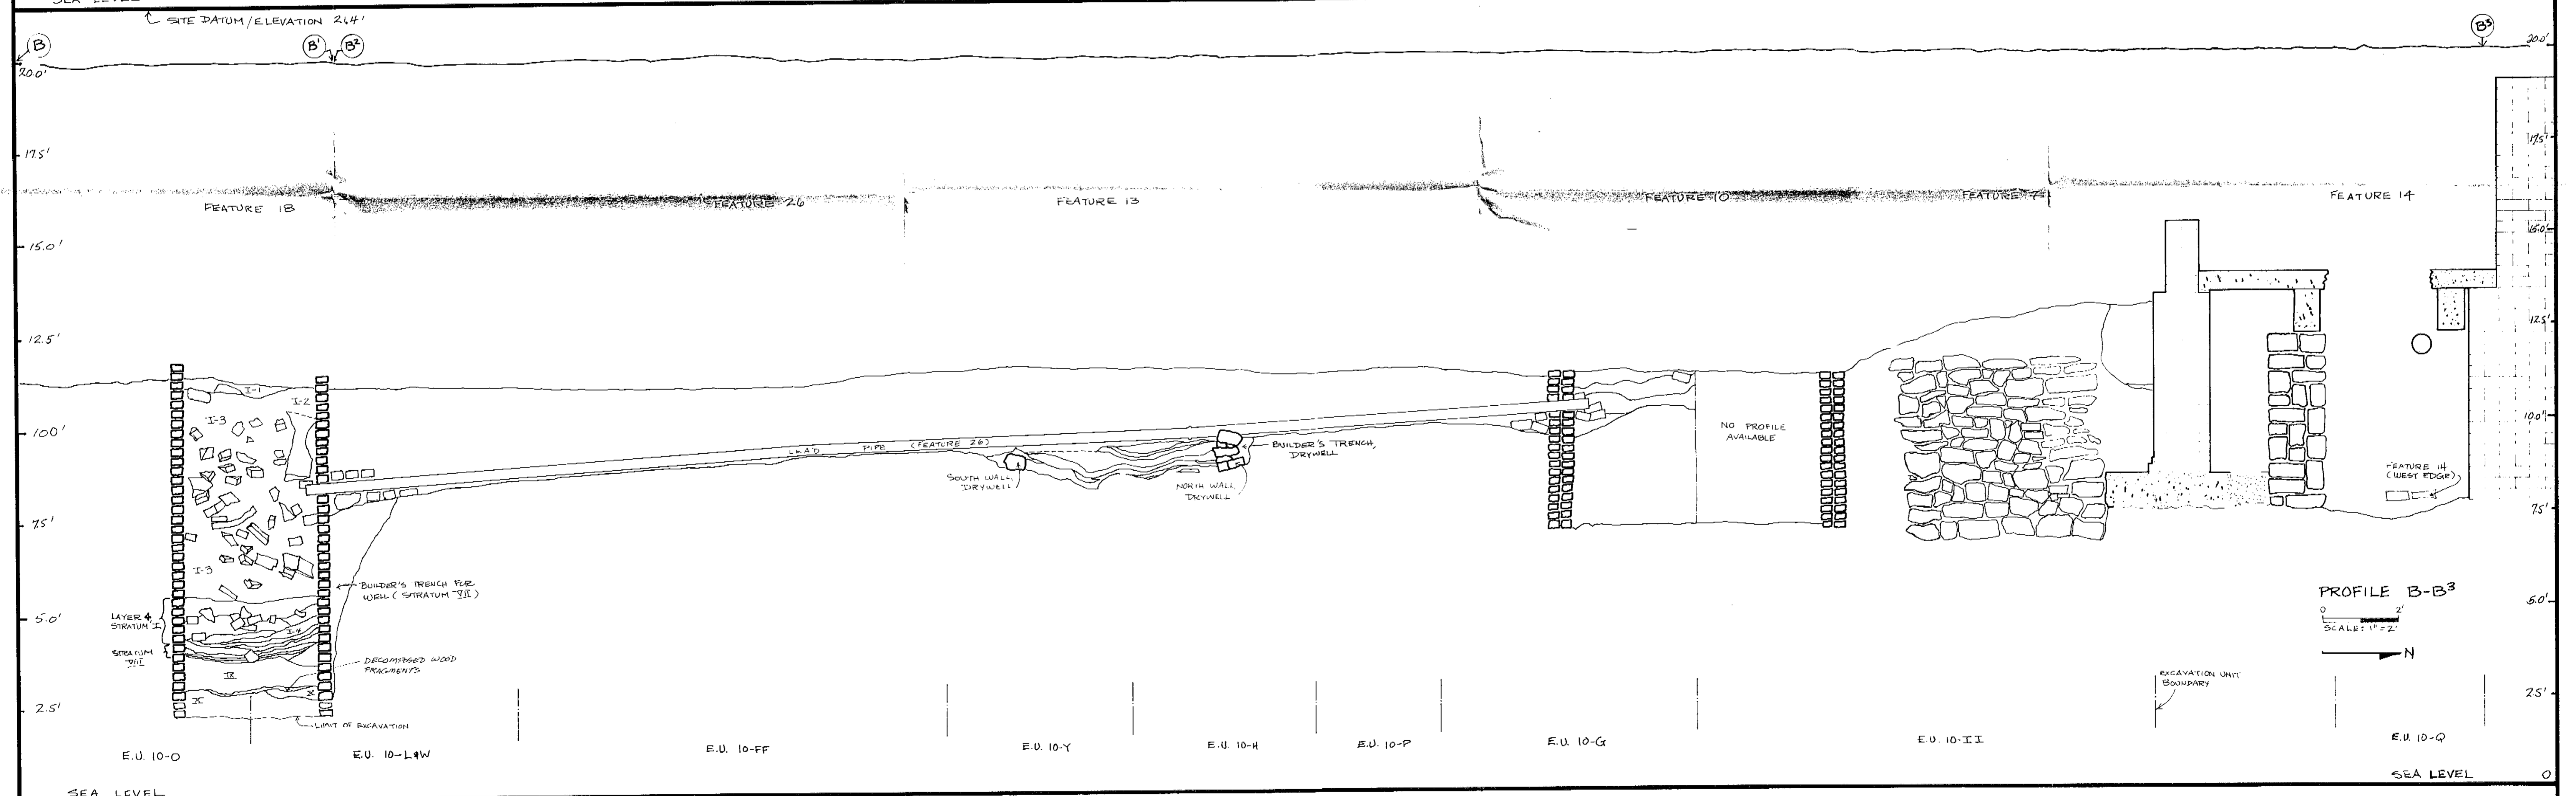 SEA LEVEL
SITE DATUM/ELEVATION 264'
B
B¹
B²
B³
20.0'
20.0'
17.5'
17.5'
FEATURE 18
FEATURE 26
FEATURE 13
FEATURE 10
FEATURE
FEATURE 14
15.0'
15.0'
12.5'
12.5'
I-1
I-2
I-3
10.0'
10.0'
LEAD PIPE (FEATURE 26)
BUILDER'S TRENCH,
DRYWELL
SOUTH WALL,
DRYWELL
NORTH WALL,
DRYWELL
NO PROFILE
AVAILABLE
FEATURE 14
(WEST EDGE)
7.5'
7.5'
I-3
BUILDER'S TRENCH FOR
WELL (STRATUM VII)
LAYER 4,
STRATUM I
I-4
5.0'
5.0'
STRATUM
VIII
DECOMPOSED WOOD
FRAGMENTS
IX
X
X
2.5'
2.5'
LIMIT OF EXCAVATION
PROFILE B-B³
0 2'
SCALE: 1"=2'
N
EXCAVATION UNIT
BOUNDARY
E.U. 10-O
E.U. 10-L&W
E.U. 10-FF
E.U. 10-Y
E.U. 10-H
E.U. 10-P
E.U. 10-G
E.U. 10-II
E.U. 10-Q
SEA LEVEL 0
SEA LEVEL